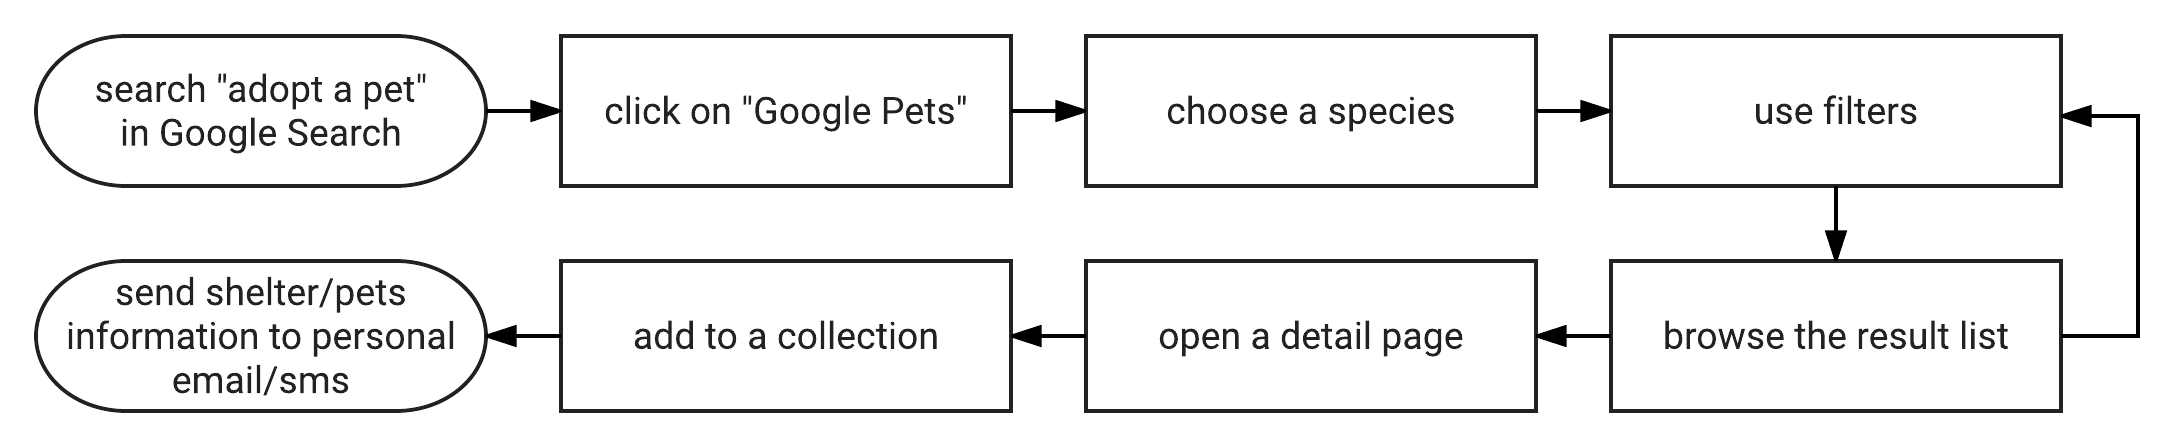 search "adopt a pet"
in Google Search
click on "Google Pets"
choose a species
use filters
browse the result list
open a detail page
add to a collection
send shelter/pets
information to personal
email/sms